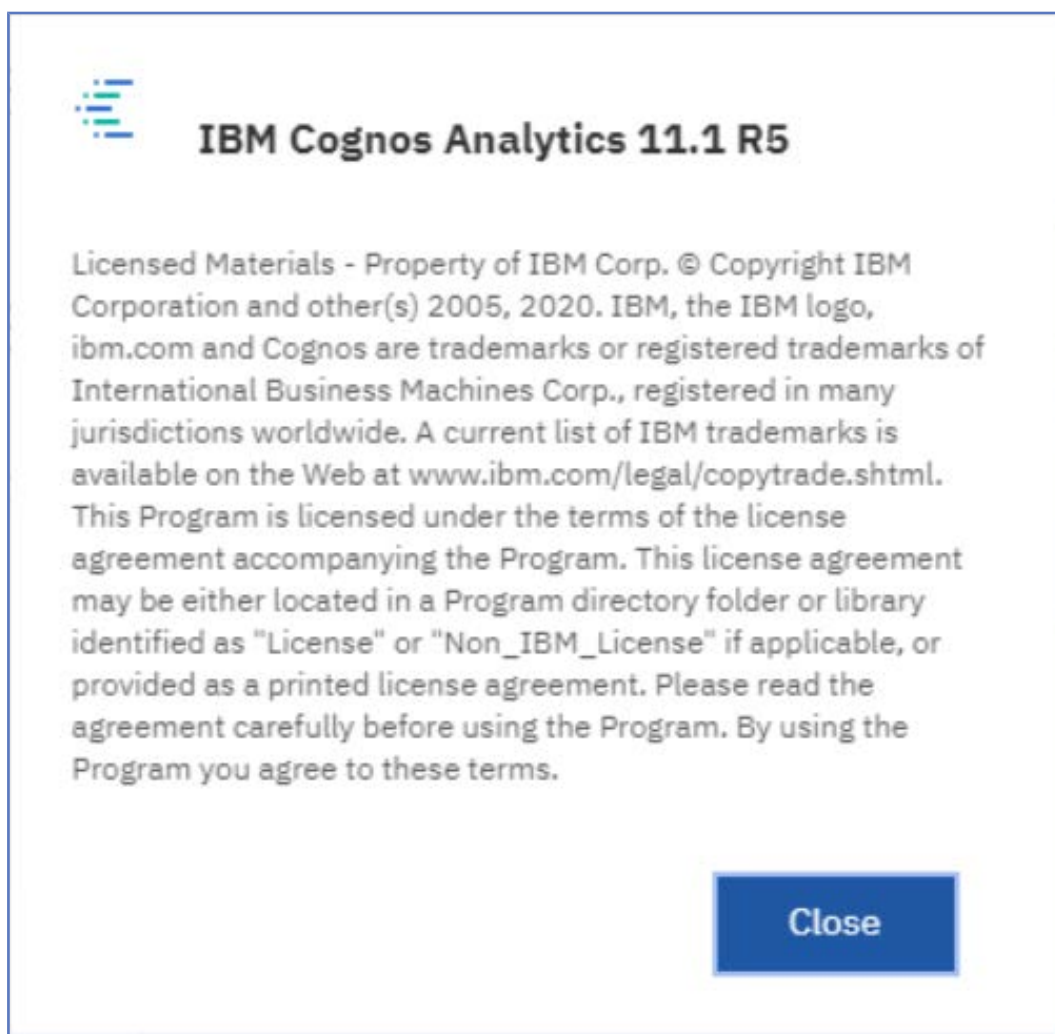 IBM Cognos Analytics 11.1 R5
Licensed Materials - Property of IBM Corp. © Copyright IBM
Corporation and other(s) 2005, 2020. IBM, the IBM logo,
ibm.com and Cognos are trademarks or registered trademarks of
International Business Machines Corp., registered in many
jurisdictions worldwide. A current list of IBM trademarks is
available on the Web at www.ibm.com/legal/copytrade.shtml.
This Program is licensed under the terms of the license
agreement accompanying the Program. This license agreement
may be either located in a Program directory folder or library
identified as "License" or "Non_IBM_License" if applicable, or
provided as a printed license agreement. Please read the
agreement carefully before using the Program. By using the
Program you agree to these terms.
Close